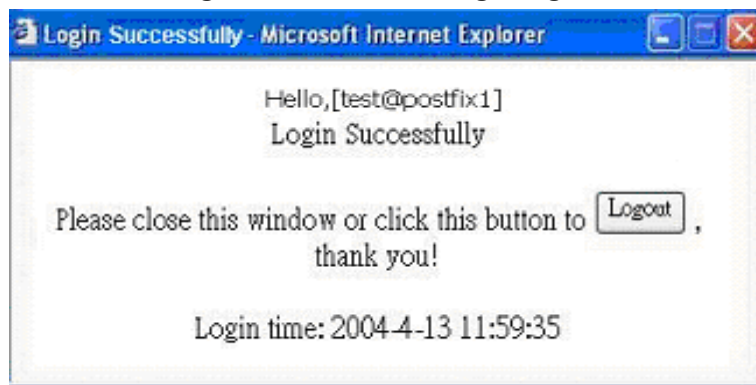 Login Successfully - Microsoft Internet Explorer
Hello,[test@postfix1]
Login Successfully
Please close this window or click this button to Logout ,
thank you!
Login time: 2004-4-13 11:59:35